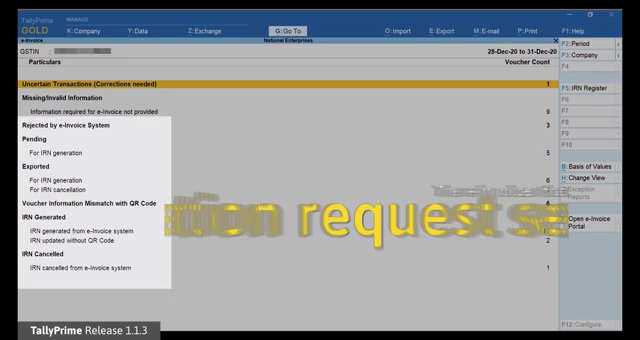 TallyPrime MANAGE
GOLD K: Company Y: Data Z: Exchange G: Go To O: Import E: Export M: E-mail P: Print F1: Help
e-Invoice National Enterprises
GSTIN : 28-Dec-20 to 31-Dec-20
Particulars Voucher Count
Uncertain Transactions (Corrections needed) 1
Missing/Invalid Information
Information required for e-Invoice not provided 9
Rejected by e-Invoice System 3
Pending
For IRN generation 5
Exported
For IRN generation 6
For IRN cancellation 1
Voucher Information Mismatch with QR Code 6
IRN Generated
IRN generated from e-Invoice system
IRN updated without QR Code 2
IRN Cancelled
IRN cancelled from e-Invoice system 1
ation request se
F2: Period
F3: Company
F4
F5: IRN Register
F6
F7
F8
F9
F10
B: Basis of Values
H: Change View
Exception
Reports
Open e-Invoice
Portal
F12: Configure
TallyPrime Release 1.1.3